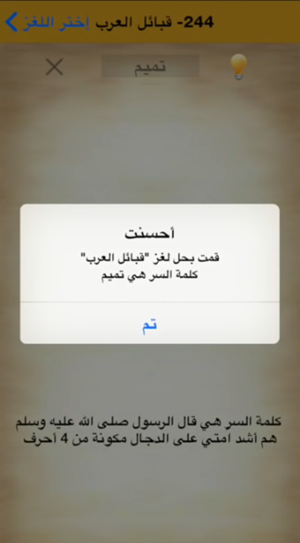 244- قبائل العرب إختر اللغز
تميم
أحسنت
قمت بحل لغز "قبائل العرب"
كلمة السر هي تميم
تم
كلمة السر هي قال الرسول صلى الله عليه وسلم
هم أشد امتي على الدجال مكونة من 4 أحرف